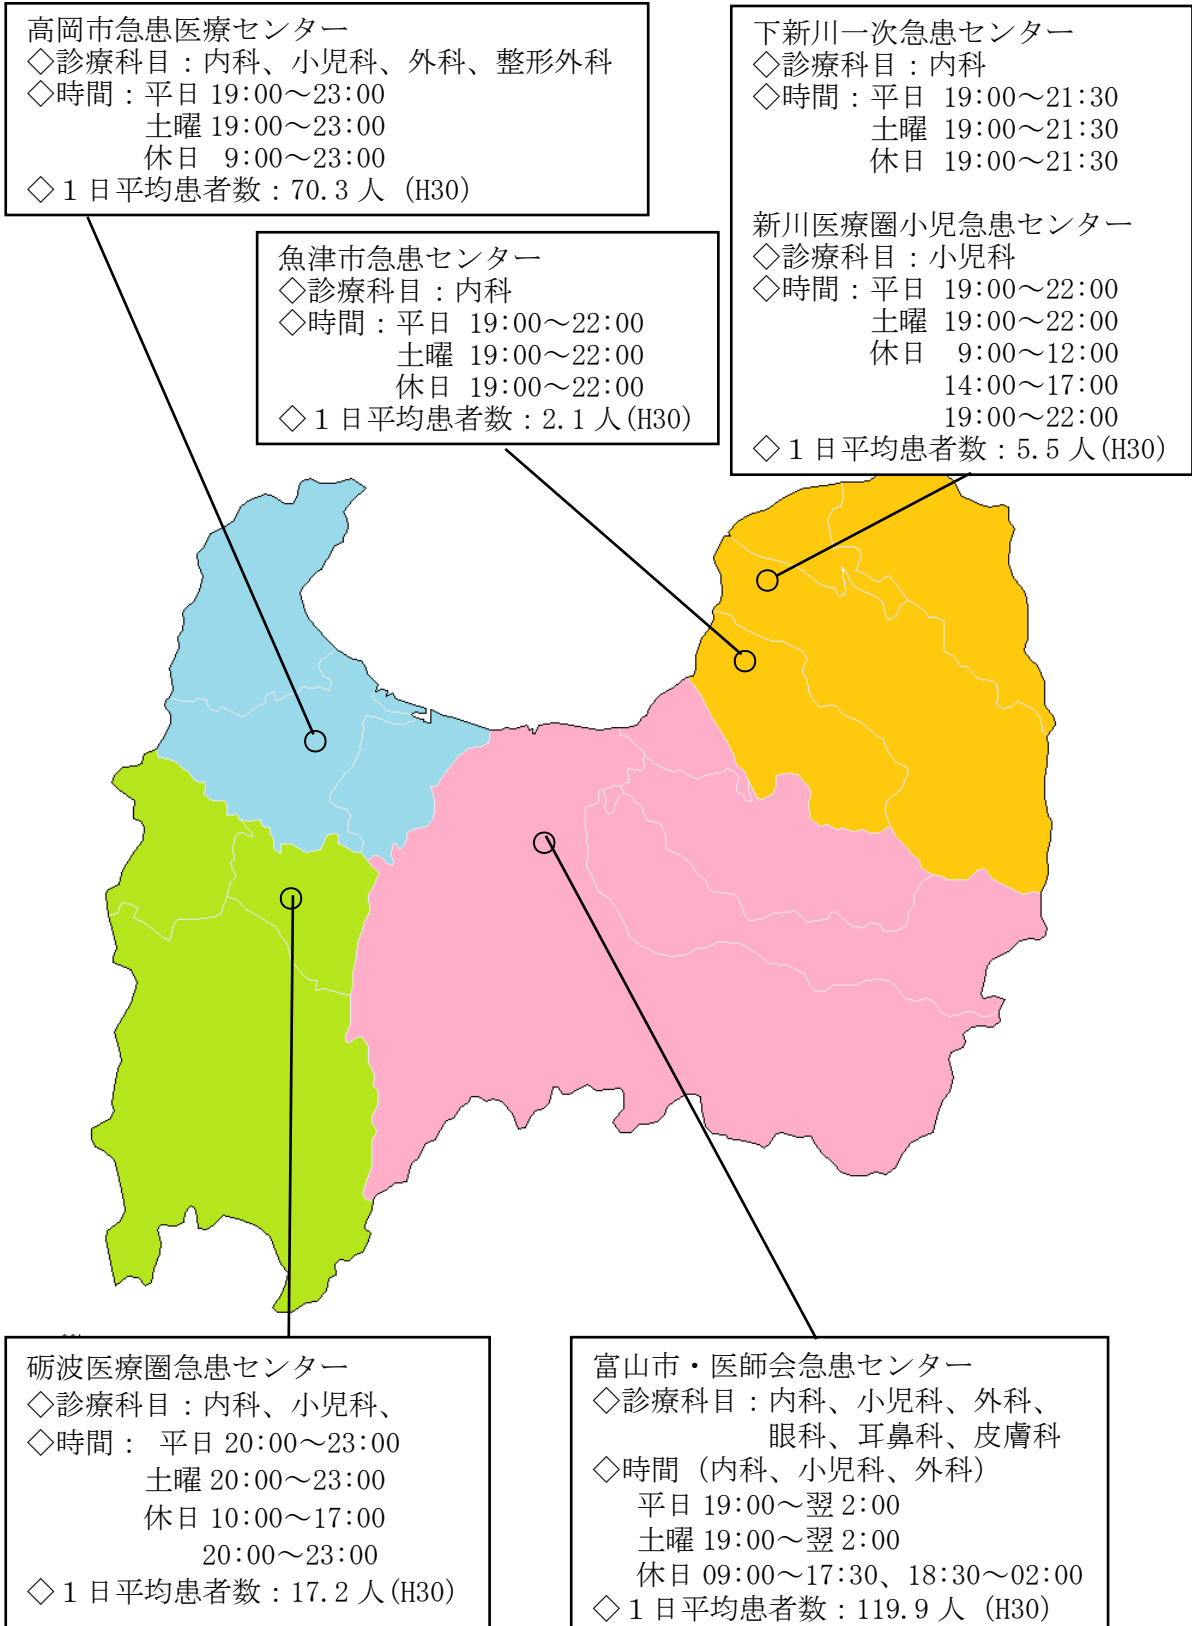 高岡市急患医療センター
◇診療科目：内科、小児科、外科、整形外科
◇時間：平日 19:00～23:00
土曜 19:00～23:00
休日 9:00～23:00
◇１日平均患者数：70.3 人 (H30)
下新川一次急患センター
◇診療科目：内科
◇時間：平日 19:00～21:30
土曜 19:00～21:30
休日 19:00～21:30
新川医療圏小児急患センター
◇診療科目：小児科
◇時間：平日 19:00～22:00
土曜 19:00～22:00
休日 9:00～12:00
14:00～17:00
19:00～22:00
◇１日平均患者数：5.5 人(H30)
魚津市急患センター
◇診療科目：内科
◇時間：平日 19:00～22:00
土曜 19:00～22:00
休日 19:00～22:00
◇１日平均患者数：2.1 人(H30)
砺波医療圏急患センター
◇診療科目：内科、小児科、
◇時間： 平日 20:00～23:00
土曜 20:00～23:00
休日 10:00～17:00
20:00～23:00
◇１日平均患者数：17.2 人(H30)
富山市・医師会急患センター
◇診療科目：内科、小児科、外科、
眼科、耳鼻科、皮膚科
◇時間（内科、小児科、外科）
平日 19:00～翌 2:00
土曜 19:00～翌 2:00
休日 09:00～17:30、18:30～02:00
◇１日平均患者数：119.9 人 (H30)